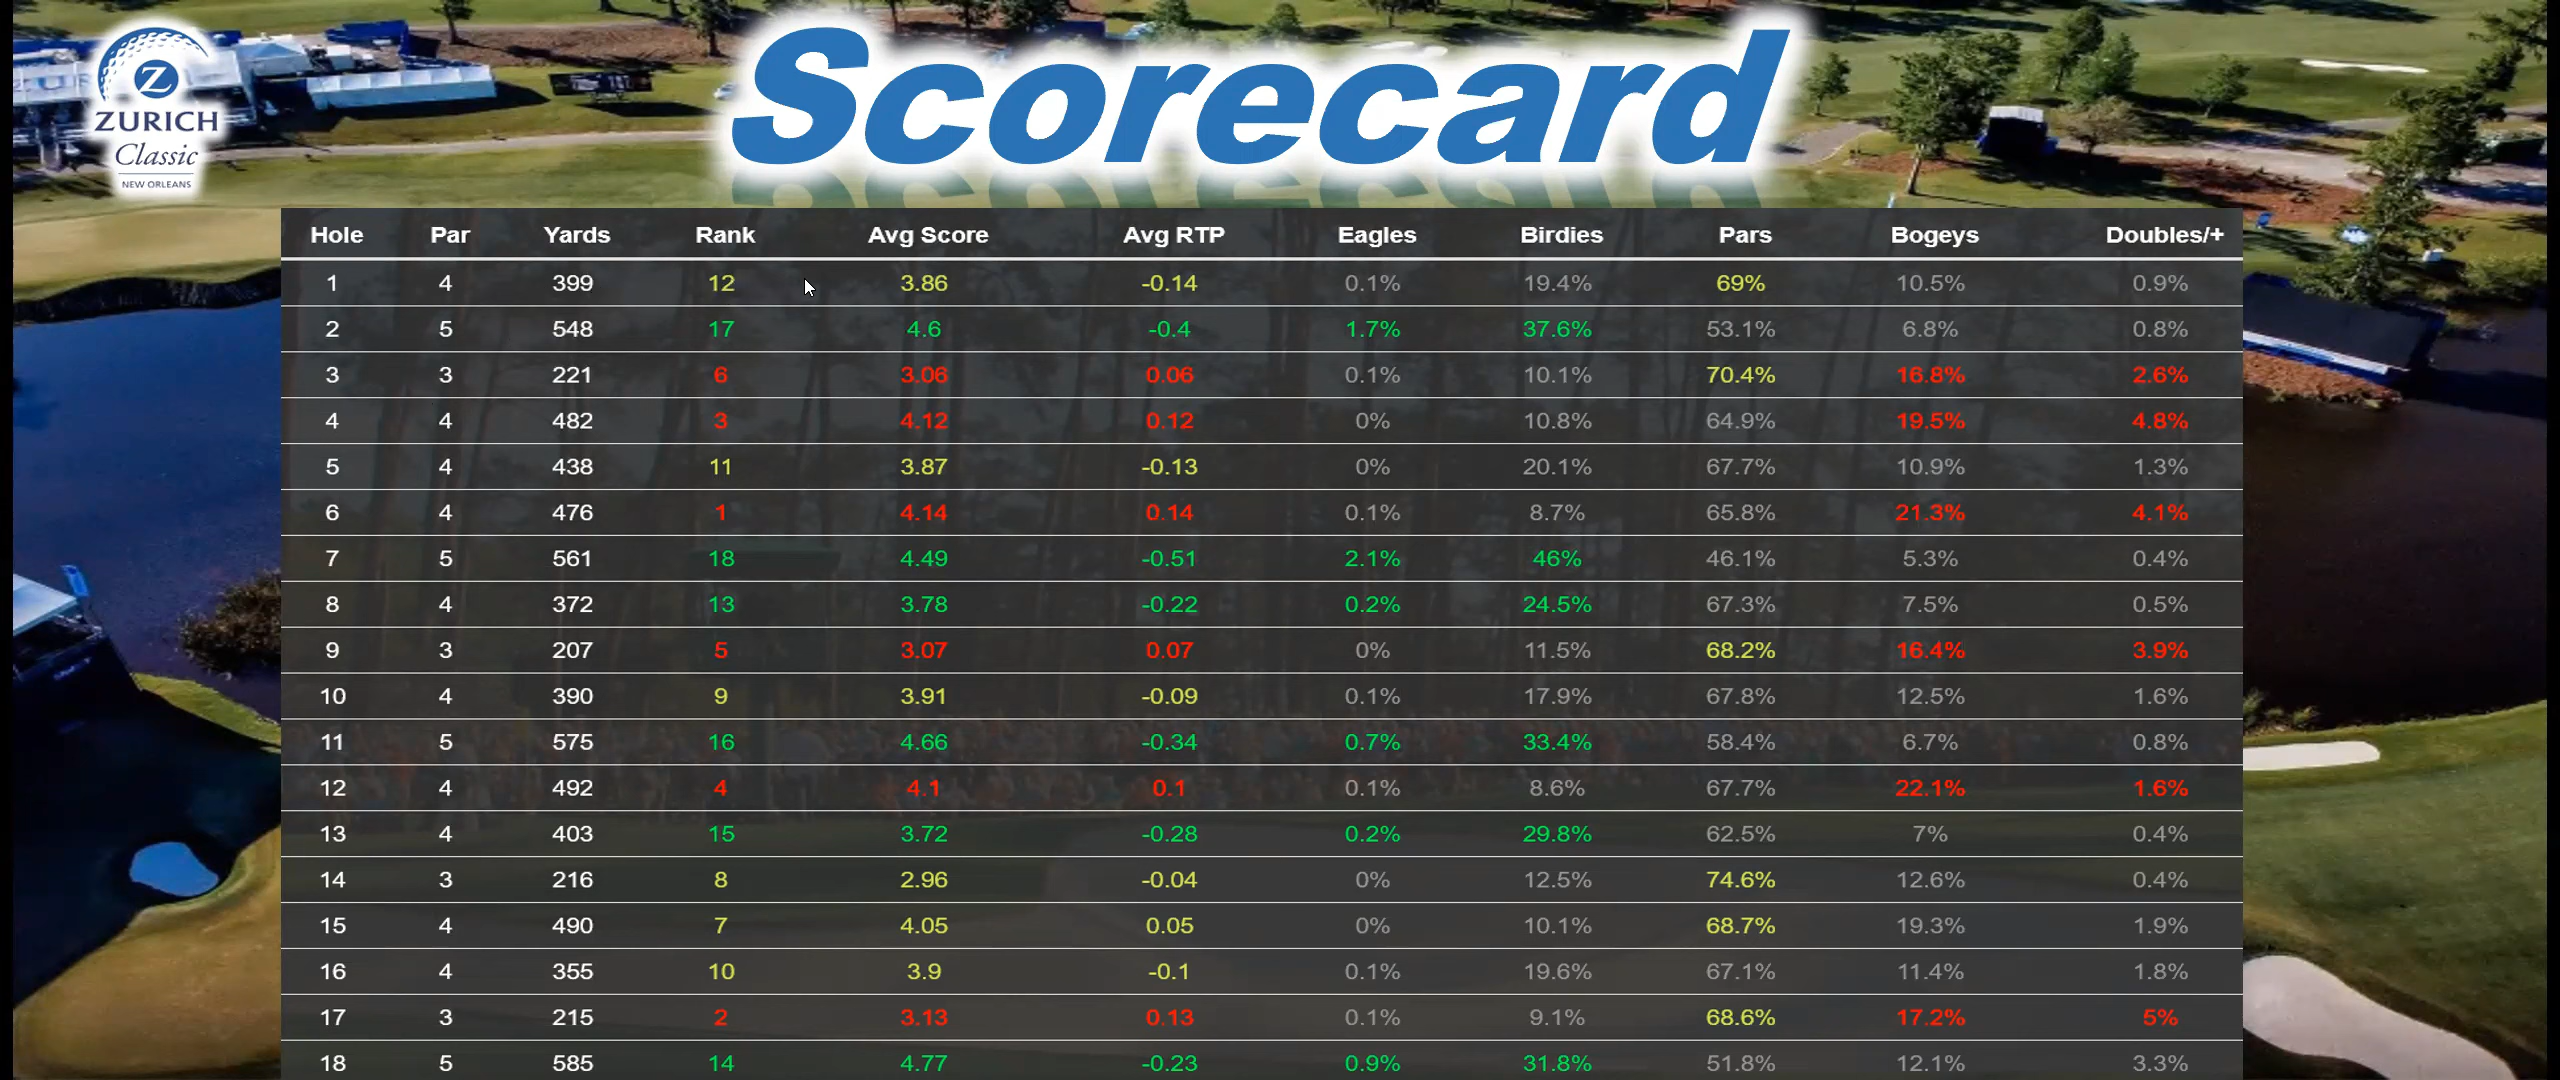 Scorecard
Z
ZURICH
Classic
NEW ORLEANS
Hole Par Yards Rank Avg Score Avg RTP Eagles Birdies Pars Bogeys Doubles/+
1 4 399 12 3.86 -0.14 0.1% 19.4% 69% 10.5% 0.9%
2 5 548 17 4.6 -0.4 1.7% 37.6% 53.1% 6.8% 0.8%
3 3 221 6 3.06 0.06 0.1% 10.1% 70.4% 16.8% 2.6%
4 4 482 3 4.12 0.12 0% 10.8% 64.9% 19.5% 4.8%
5 4 438 11 3.87 -0.13 0% 20.1% 67.7% 10.9% 1.3%
6 4 476 1 4.14 0.14 0.1% 8.7% 65.8% 21.3% 4.1%
7 5 561 18 4.49 -0.51 2.1% 46% 46.1% 5.3% 0.4%
8 4 372 13 3.78 -0.22 0.2% 24.5% 67.3% 7.5% 0.5%
9 3 207 5 3.07 0.07 0% 11.5% 68.2% 16.4% 3.9%
10 4 390 9 3.91 -0.09 0.1% 17.9% 67.8% 12.5% 1.6%
11 5 575 16 4.66 -0.34 0.7% 33.4% 58.4% 6.7% 0.8%
12 4 492 4 4.1 0.1 0.1% 8.6% 67.7% 22.1% 1.6%
13 4 403 15 3.72 -0.28 0.2% 29.8% 62.5% 7% 0.4%
14 3 216 8 2.96 -0.04 0% 12.5% 74.6% 12.6% 0.4%
15 4 490 7 4.05 0.05 0% 10.1% 68.7% 19.3% 1.9%
16 4 355 10 3.9 -0.1 0.1% 19.6% 67.1% 11.4% 1.8%
17 3 215 2 3.13 0.13 0.1% 9.1% 68.6% 17.2% 5%
18 5 585 14 4.77 -0.23 0.9% 31.8% 51.8% 12.1% 3.3%